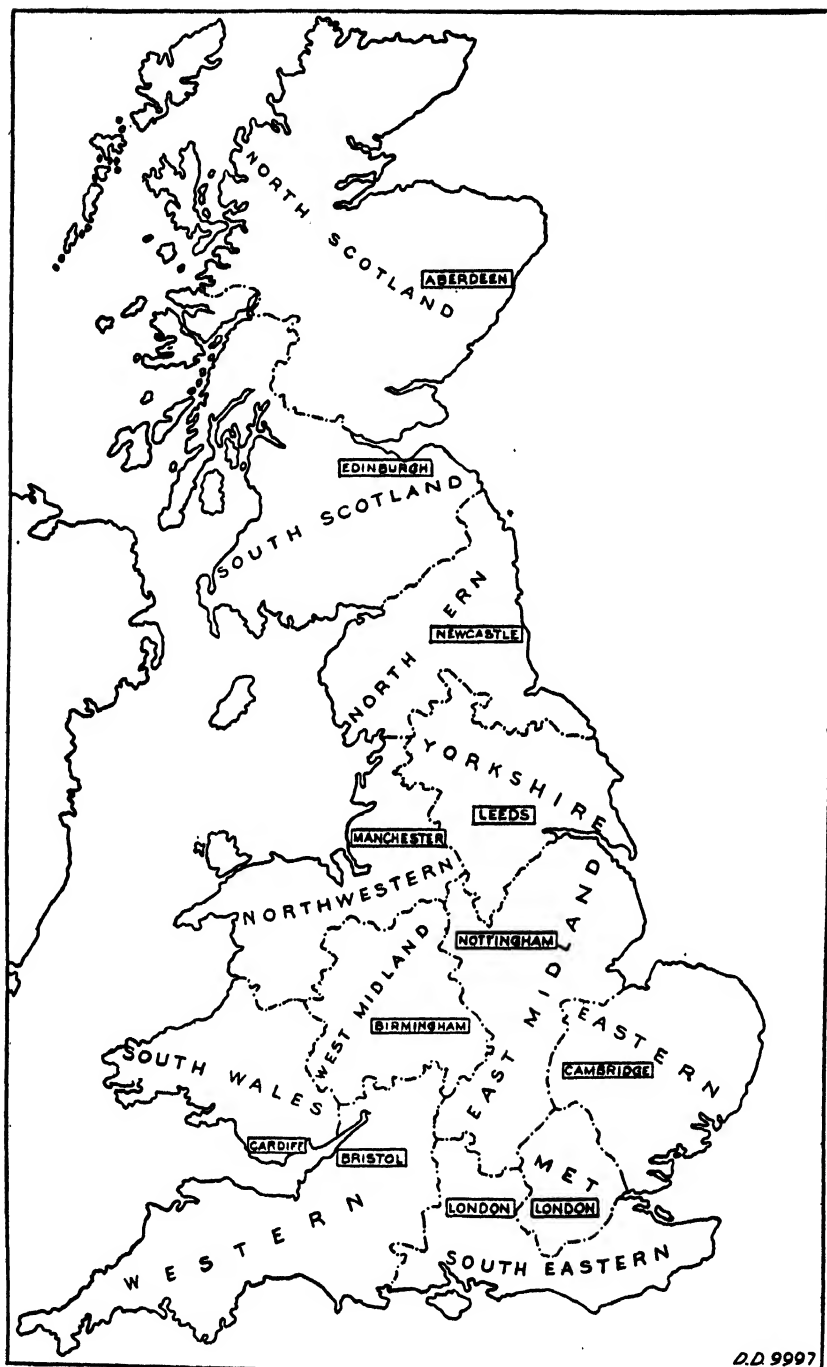 NORTH SCOTLAND
ABERDEEN
EDINBURGH
SOUTH SCOTLAND
NORTHERN
NEWCASTLE
YORKSHIRE
LEEDS
MANCHESTER
NORTHWESTERN
NOTTINGHAM
EAST MIDLAND
WEST MIDLAND
BIRMINGHAM
EASTERN
CAMBRIDGE
SOUTH WALES
CARDIFF
BRISTOL
WESTERN
MET
LONDON
LONDON
SOUTH EASTERN
D.D. 9997